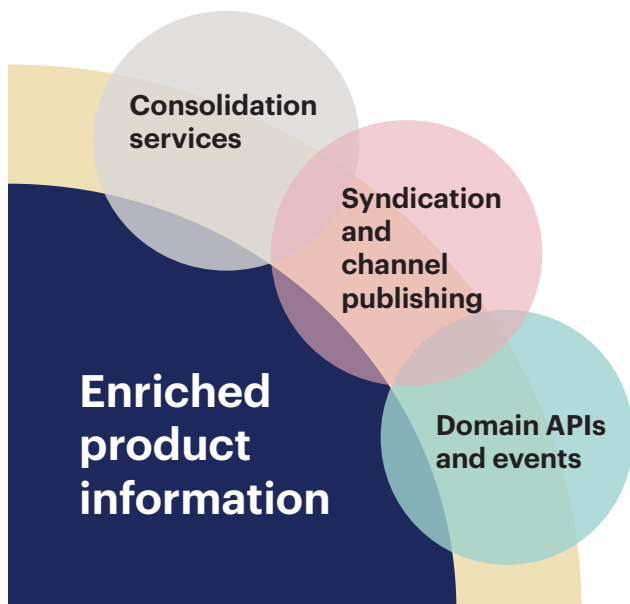 Consolidation
services
Syndication
and
channel
publishing
Enriched
product
information
Domain APIs
and events